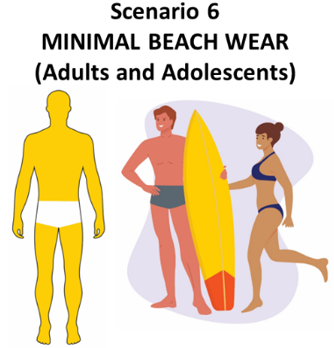 Scenario 6
MINIMAL BEACH WEAR
(Adults and Adolescents)